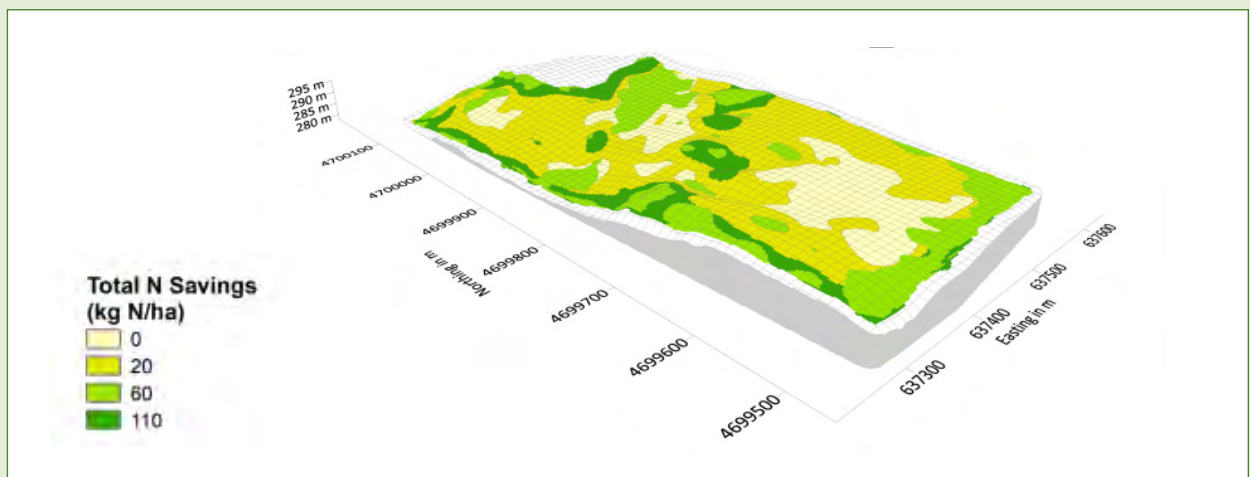 295 m
290 m
285 m
280 m
4700100
4700000
4699900
4699800
4699700
4699600
4699500
Northing in m
637600
637500
637400
637300
Easting in m
Total N Savings
(kg N/ha)
0
20
60
110